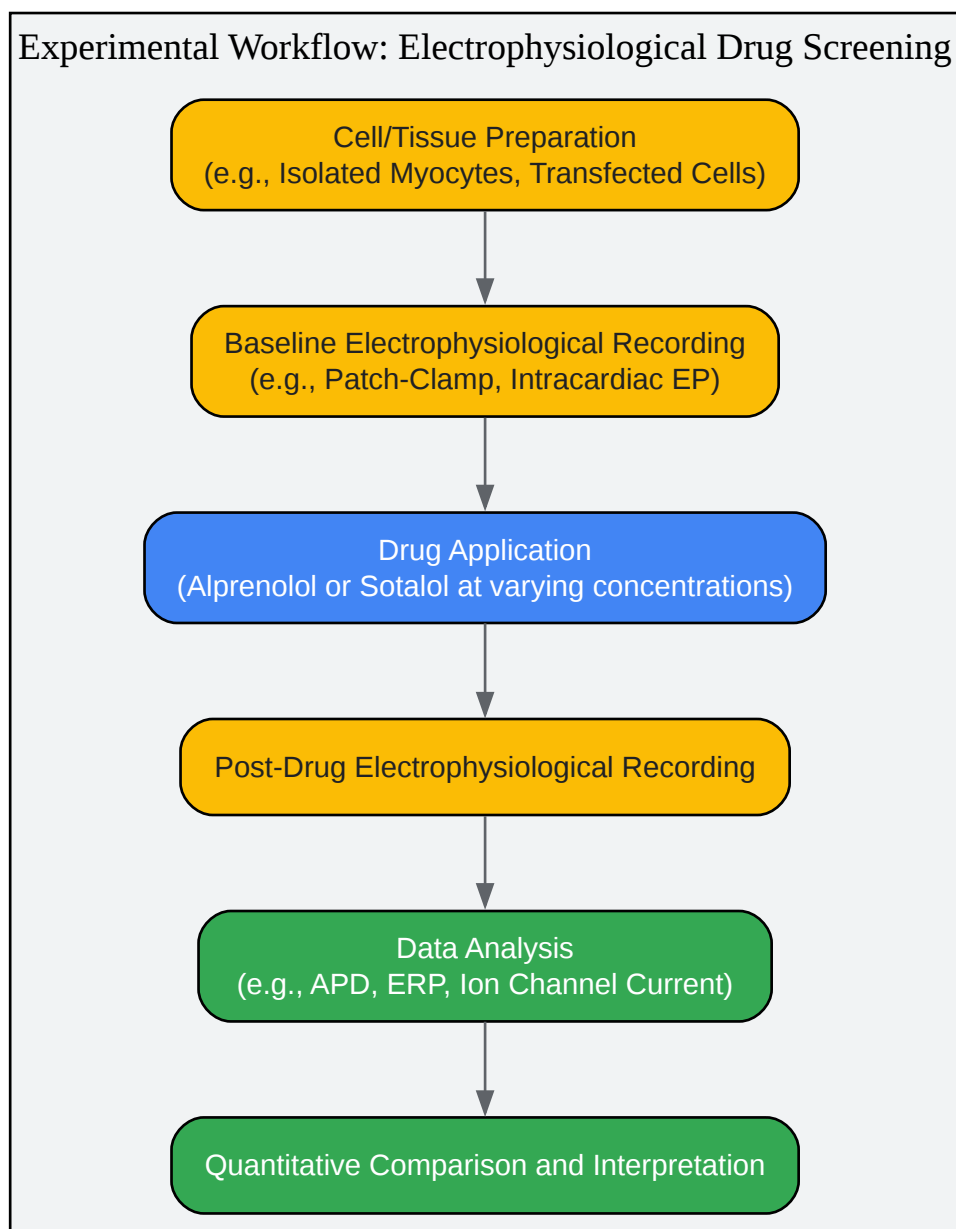 Experimental Workflow: Electrophysiological Drug Screening
Cell/Tissue Preparation
(e.g., Isolated Myocytes, Transfected Cells)
Baseline Electrophysiological Recording
(e.g., Patch-Clamp, Intracardiac EP)
Drug Application
(Alprenolol or Sotalol at varying concentrations)
Post-Drug Electrophysiological Recording
Data Analysis
(e.g., APD, ERP, Ion Channel Current)
Quantitative Comparison and Interpretation